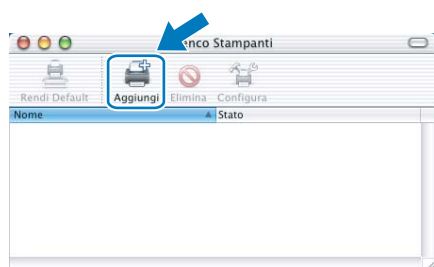 enco Stampanti
Rendi Default Aggiungi Elimina Configura
Nome Stato